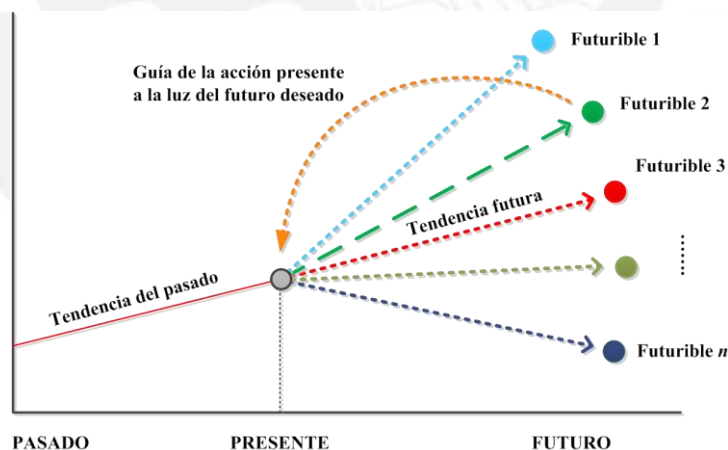 Futurible 1
Guía de la acción presente
a la luz del futuro deseado
Futurible 2
Futurible 3
Tendencia futura
Tendencia del pasado
Futurible n
PASADO
PRESENTE
FUTURO